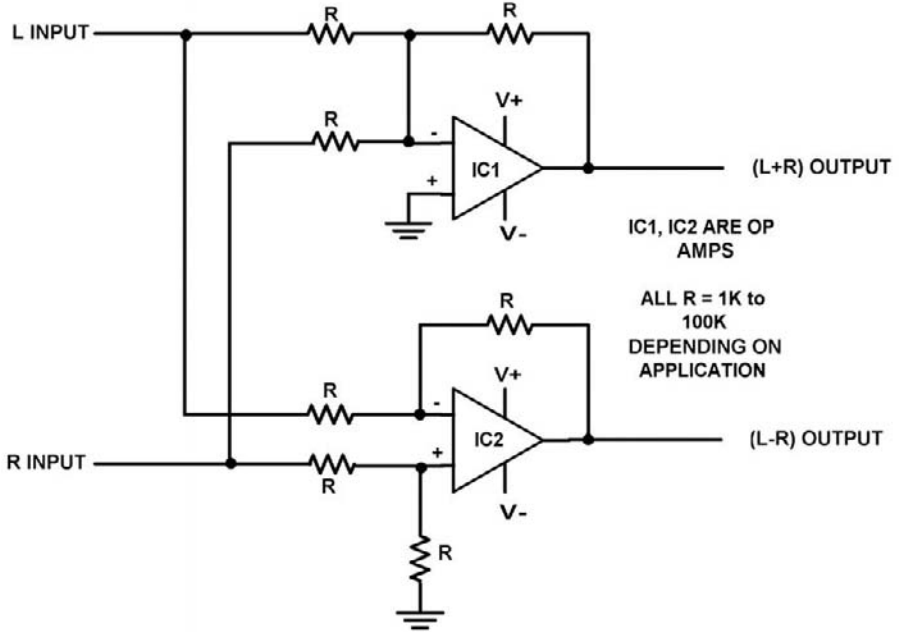 R
R
L INPUT
R
V+
-
IC1
+
(L+R) OUTPUT
V-
IC1, IC2 ARE OP
AMPS
R
ALL R = 1K to
100K
DEPENDING ON
APPLICATION
V+
R
-
IC2
(L-R) OUTPUT
R INPUT
+
R
V-
R